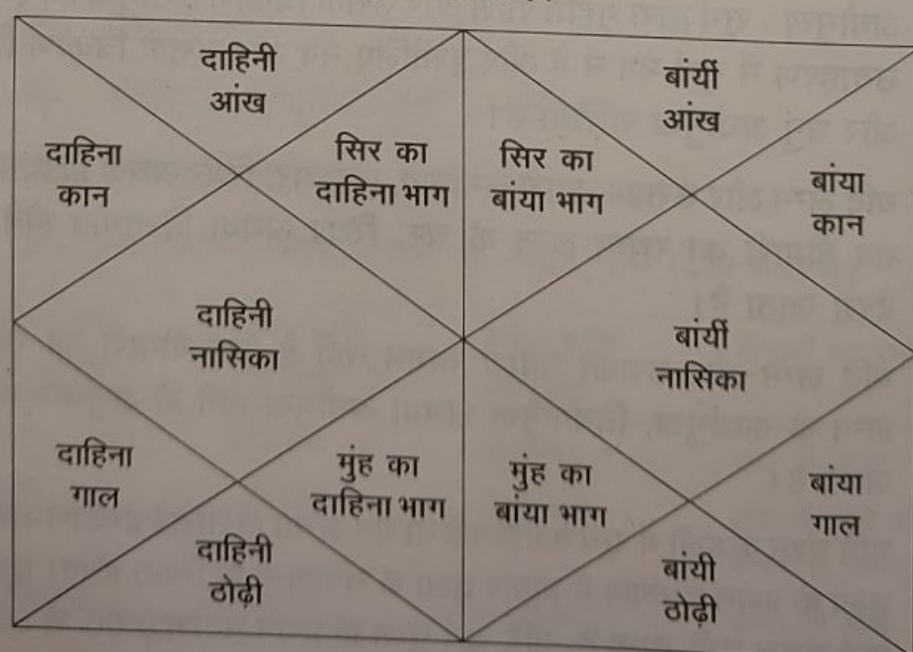 दाहिनी
आंख
बांयीं
आंख
दाहिना
कान
सिर का
दाहिना भाग
सिर का
बांया भाग
बांया
कान
दाहिनी
नासिका
बांयीं
नासिका
दाहिना
गाल
मुंह का
दाहिना भाग
मुंह का
बांया भाग
बांया
गाल
दाहिनी
ठोढ़ी
बांयी
ठोढ़ी